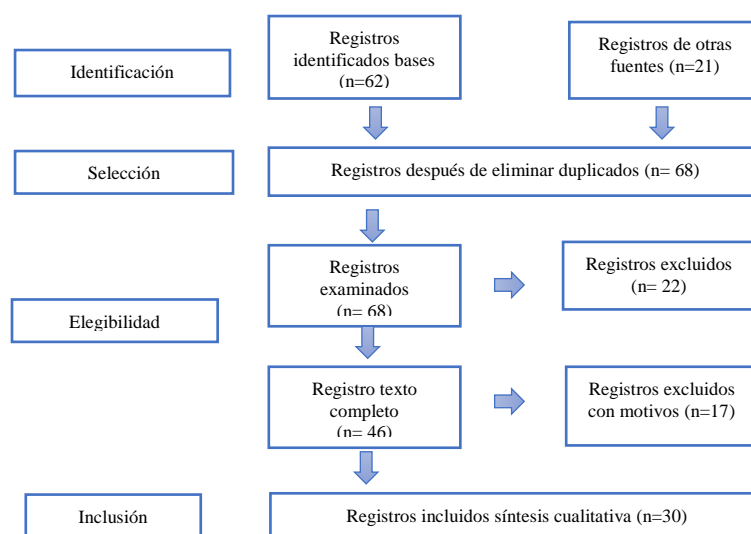 Identificación
Registros
identificados bases
(n=62)
Registros de otras
fuentes (n=21)
Selección
Registros después de eliminar duplicados (n= 68)
Elegibilidad
Registros
examinados
(n= 68)
Registros excluidos
(n= 22)
Registro texto
completo
(n= 46)
Registros excluidos
con motivos (n=17)
Inclusión
Registros incluidos síntesis cualitativa (n=30)